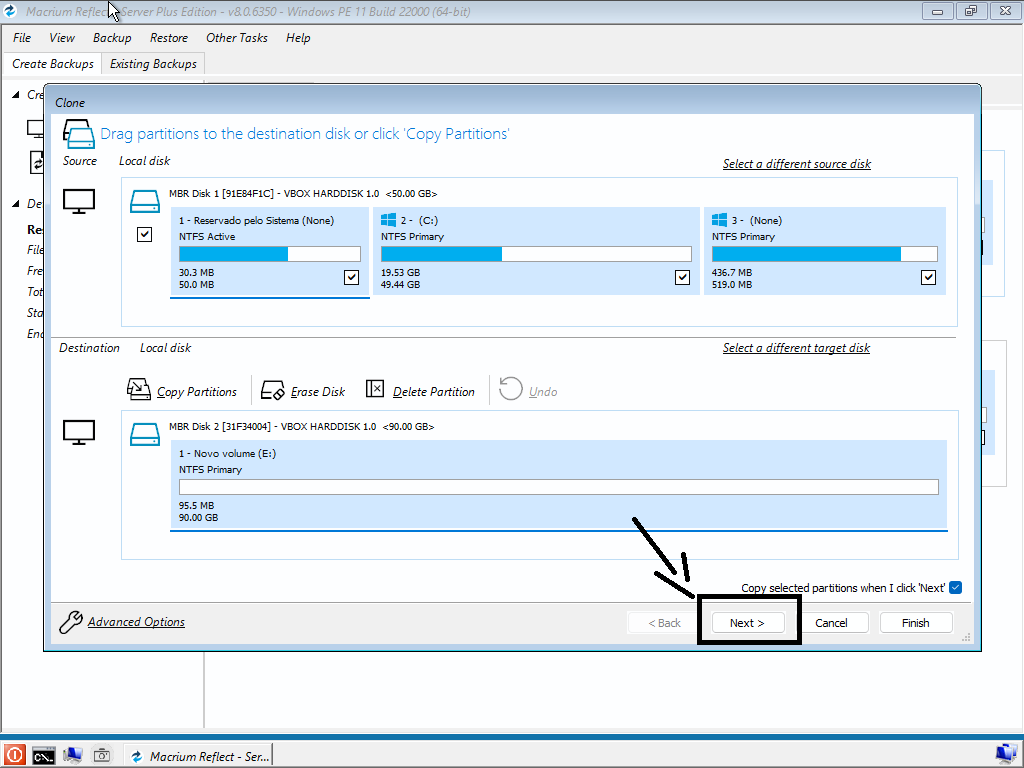 Macrium Reflect Server Plus Edition - v8.0.6350 - Windows PE 11 Build 22000 (64-bit)
File View Backup Restore Other Tasks Help
Create Backups Existing Backups
Clone
Drag partitions to the destination disk or click 'Copy Partitions'
Source Local disk Select a different source disk
MBR Disk 1 [91E84F1C] - VBOX HARDDISK 1.0 <50.00 GB>
1 - Reservado pelo Sistema (None)
NTFS Active
30.3 MB
50.0 MB
2 - (C:)
NTFS Primary
19.53 GB
49.44 GB
3 - (None)
NTFS Primary
436.7 MB
519.0 MB
Destination Local disk Select a different target disk
Copy Partitions Erase Disk Delete Partition Undo
MBR Disk 2 [31F34004] - VBOX HARDDISK 1.0 <90.00 GB>
1 - Novo volume (E:)
NTFS Primary
95.5 MB
90.00 GB
Copy selected partitions when I click 'Next'
Advanced Options < Back Next > Cancel Finish
Macrium Reflect - Ser...